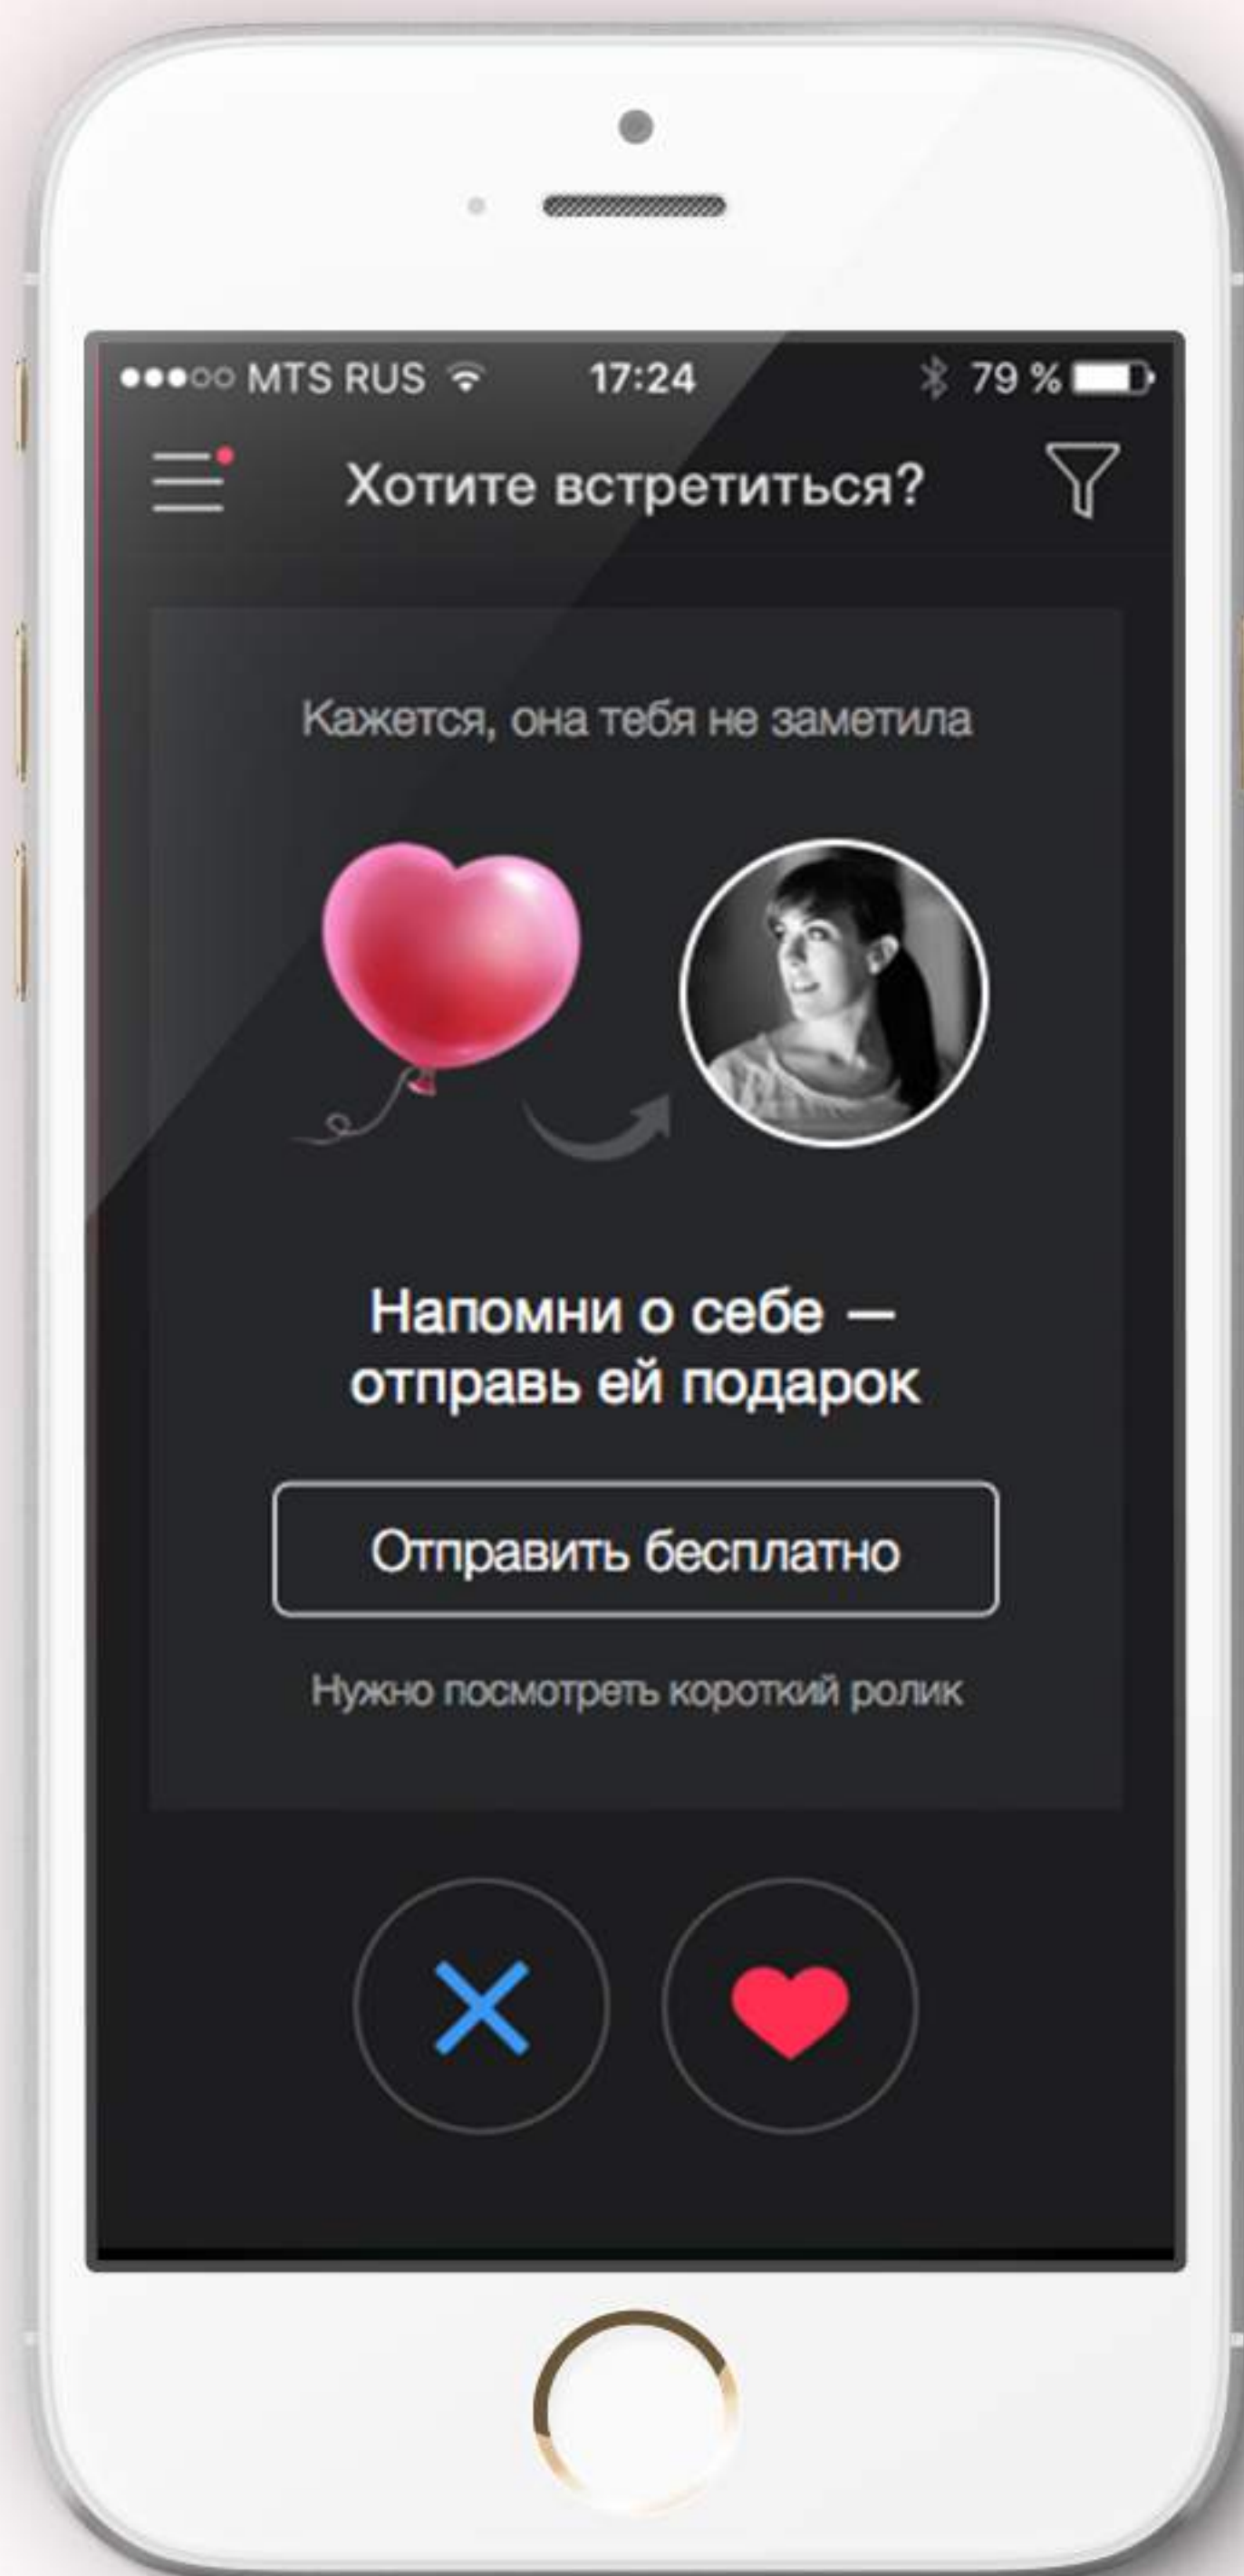 MTS RUS 17:24 79 %
Хотите встретиться?
Кажется, она тебя не заметила
Напомни о себе —
отправь ей подарок
Отправить бесплатно
Нужно посмотреть короткий ролик